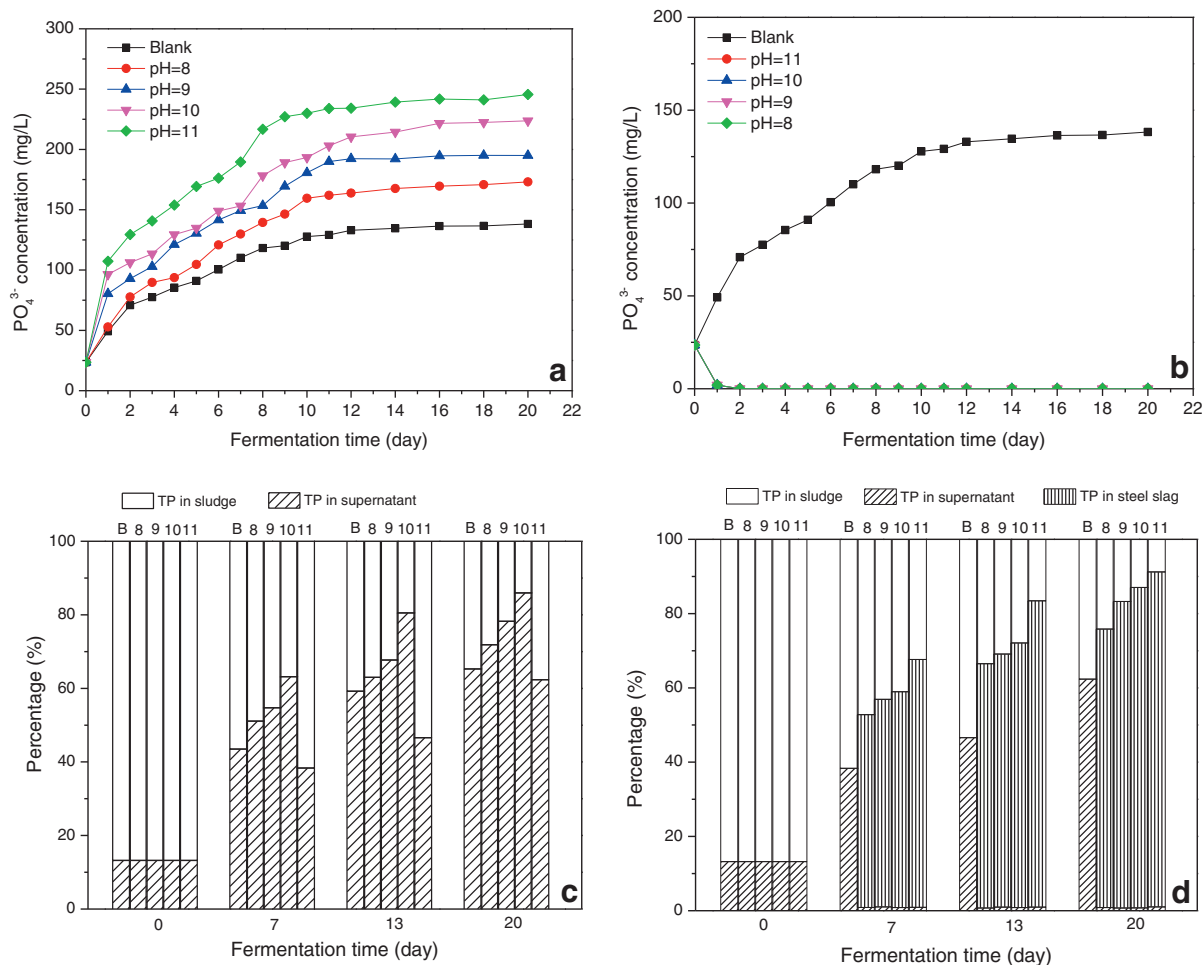 300
250
200
150
100
50
0
PO₄³⁻ concentration (mg/L)
Blank
pH=8
pH=9
pH=10
pH=11
a
0 2 4 6 8 10 12 14 16 18 20 22
Fermentation time (day)
200
150
100
50
0
PO₄³⁻ concentration (mg/L)
Blank
pH=11
pH=10
pH=9
pH=8
b
0 2 4 6 8 10 12 14 16 18 20 22
Fermentation time (day)
TP in sludge TP in supernatant
B 8 9 10 11 B 8 9 10 11 B 8 9 10 11 B 8 9 10 11
100
80
60
40
20
0
Percentage (%)
c
0 7 13 20
Fermentation time (day)
TP in sludge TP in supernatant TP in steel slag
B 8 9 10 11 B 8 9 10 11 B 8 9 10 11 B 8 9 10 11
100
80
60
40
20
0
Percentage (%)
d
0 7 13 20
Fermentation time (day)